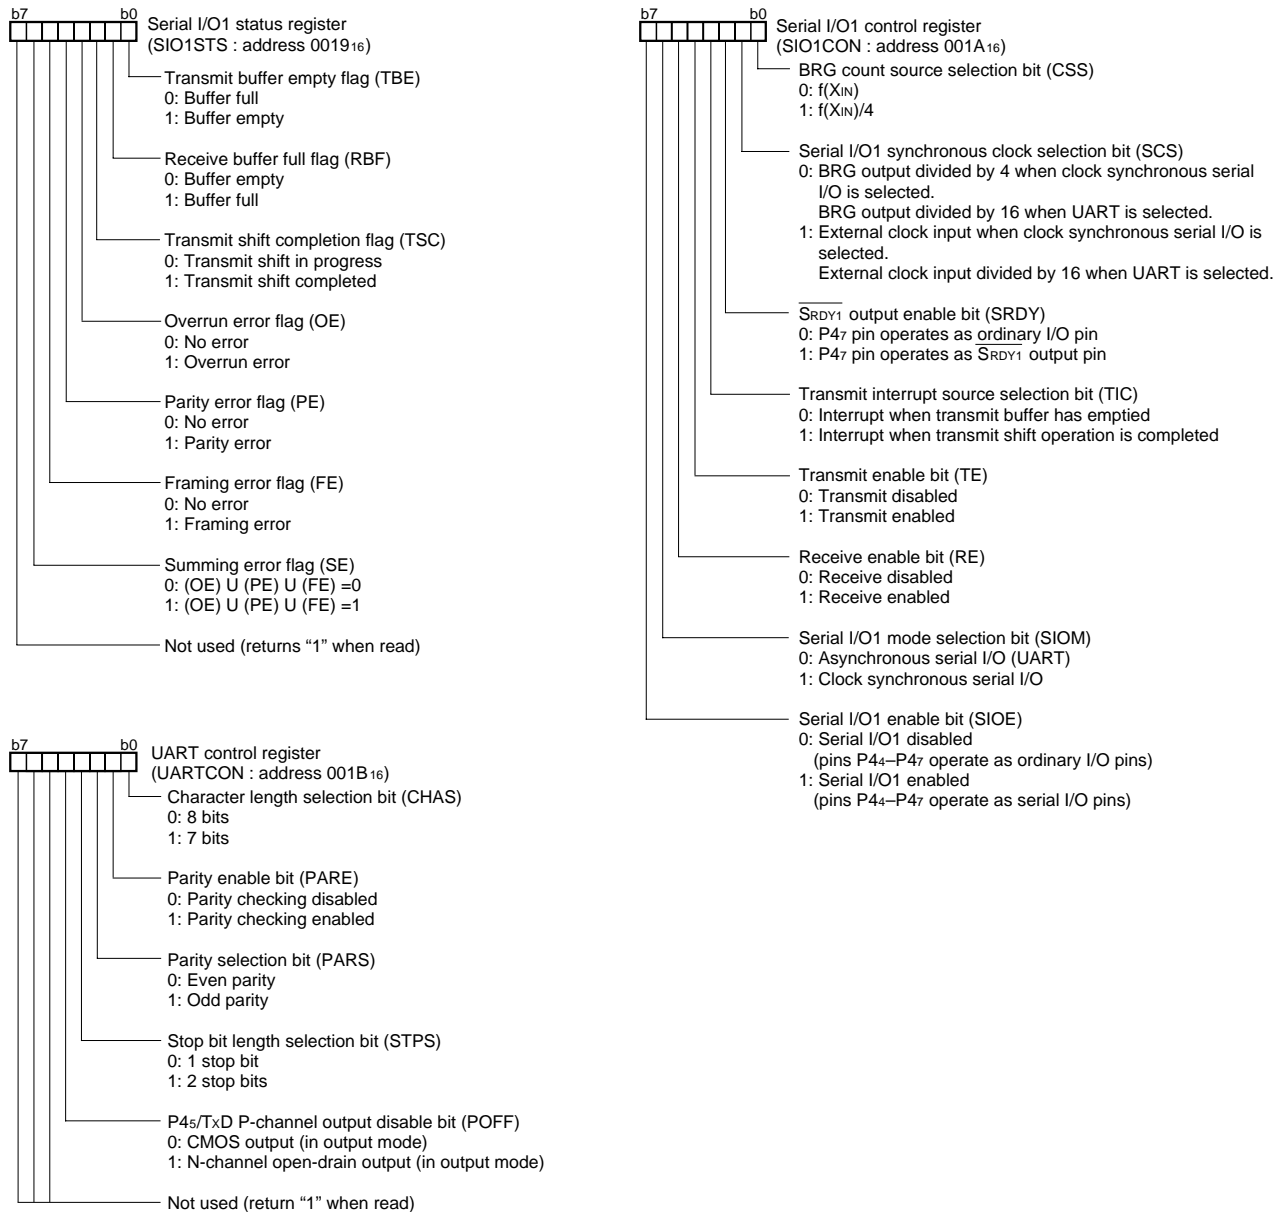 b7 b0 Serial I/O1 status register
(SIO1STS : address 001916)
Transmit buffer empty flag (TBE)
0: Buffer full
1: Buffer empty
Receive buffer full flag (RBF)
0: Buffer empty
1: Buffer full
Transmit shift completion flag (TSC)
0: Transmit shift in progress
1: Transmit shift completed
Overrun error flag (OE)
0: No error
1: Overrun error
Parity error flag (PE)
0: No error
1: Parity error
Framing error flag (FE)
0: No error
1: Framing error
Summing error flag (SE)
0: (OE) U (PE) U (FE) =0
1: (OE) U (PE) U (FE) =1
Not used (returns “1” when read)
b7 b0 UART control register
(UARTCON : address 001B16)
Character length selection bit (CHAS)
0: 8 bits
1: 7 bits
Parity enable bit (PARE)
0: Parity checking disabled
1: Parity checking enabled
Parity selection bit (PARS)
0: Even parity
1: Odd parity
Stop bit length selection bit (STPS)
0: 1 stop bit
1: 2 stop bits
P45/TxD P-channel output disable bit (POFF)
0: CMOS output (in output mode)
1: N-channel open-drain output (in output mode)
Not used (return “1” when read)
b7 b0 Serial I/O1 control register
(SIO1CON : address 001A16)
BRG count source selection bit (CSS)
0: f(XIN)
1: f(XIN)/4
Serial I/O1 synchronous clock selection bit (SCS)
0: BRG output divided by 4 when clock synchronous serial
I/O is selected.
BRG output divided by 16 when UART is selected.
1: External clock input when clock synchronous serial I/O is
selected.
External clock input divided by 16 when UART is selected.
SRDY1 output enable bit (SRDY)
0: P47 pin operates as ordinary I/O pin
1: P47 pin operates as SRDY1 output pin
Transmit interrupt source selection bit (TIC)
0: Interrupt when transmit buffer has emptied
1: Interrupt when transmit shift operation is completed
Transmit enable bit (TE)
0: Transmit disabled
1: Transmit enabled
Receive enable bit (RE)
0: Receive disabled
1: Receive enabled
Serial I/O1 mode selection bit (SIOM)
0: Asynchronous serial I/O (UART)
1: Clock synchronous serial I/O
Serial I/O1 enable bit (SIOE)
0: Serial I/O1 disabled
(pins P44–P47 operate as ordinary I/O pins)
1: Serial I/O1 enabled
(pins P44–P47 operate as serial I/O pins)